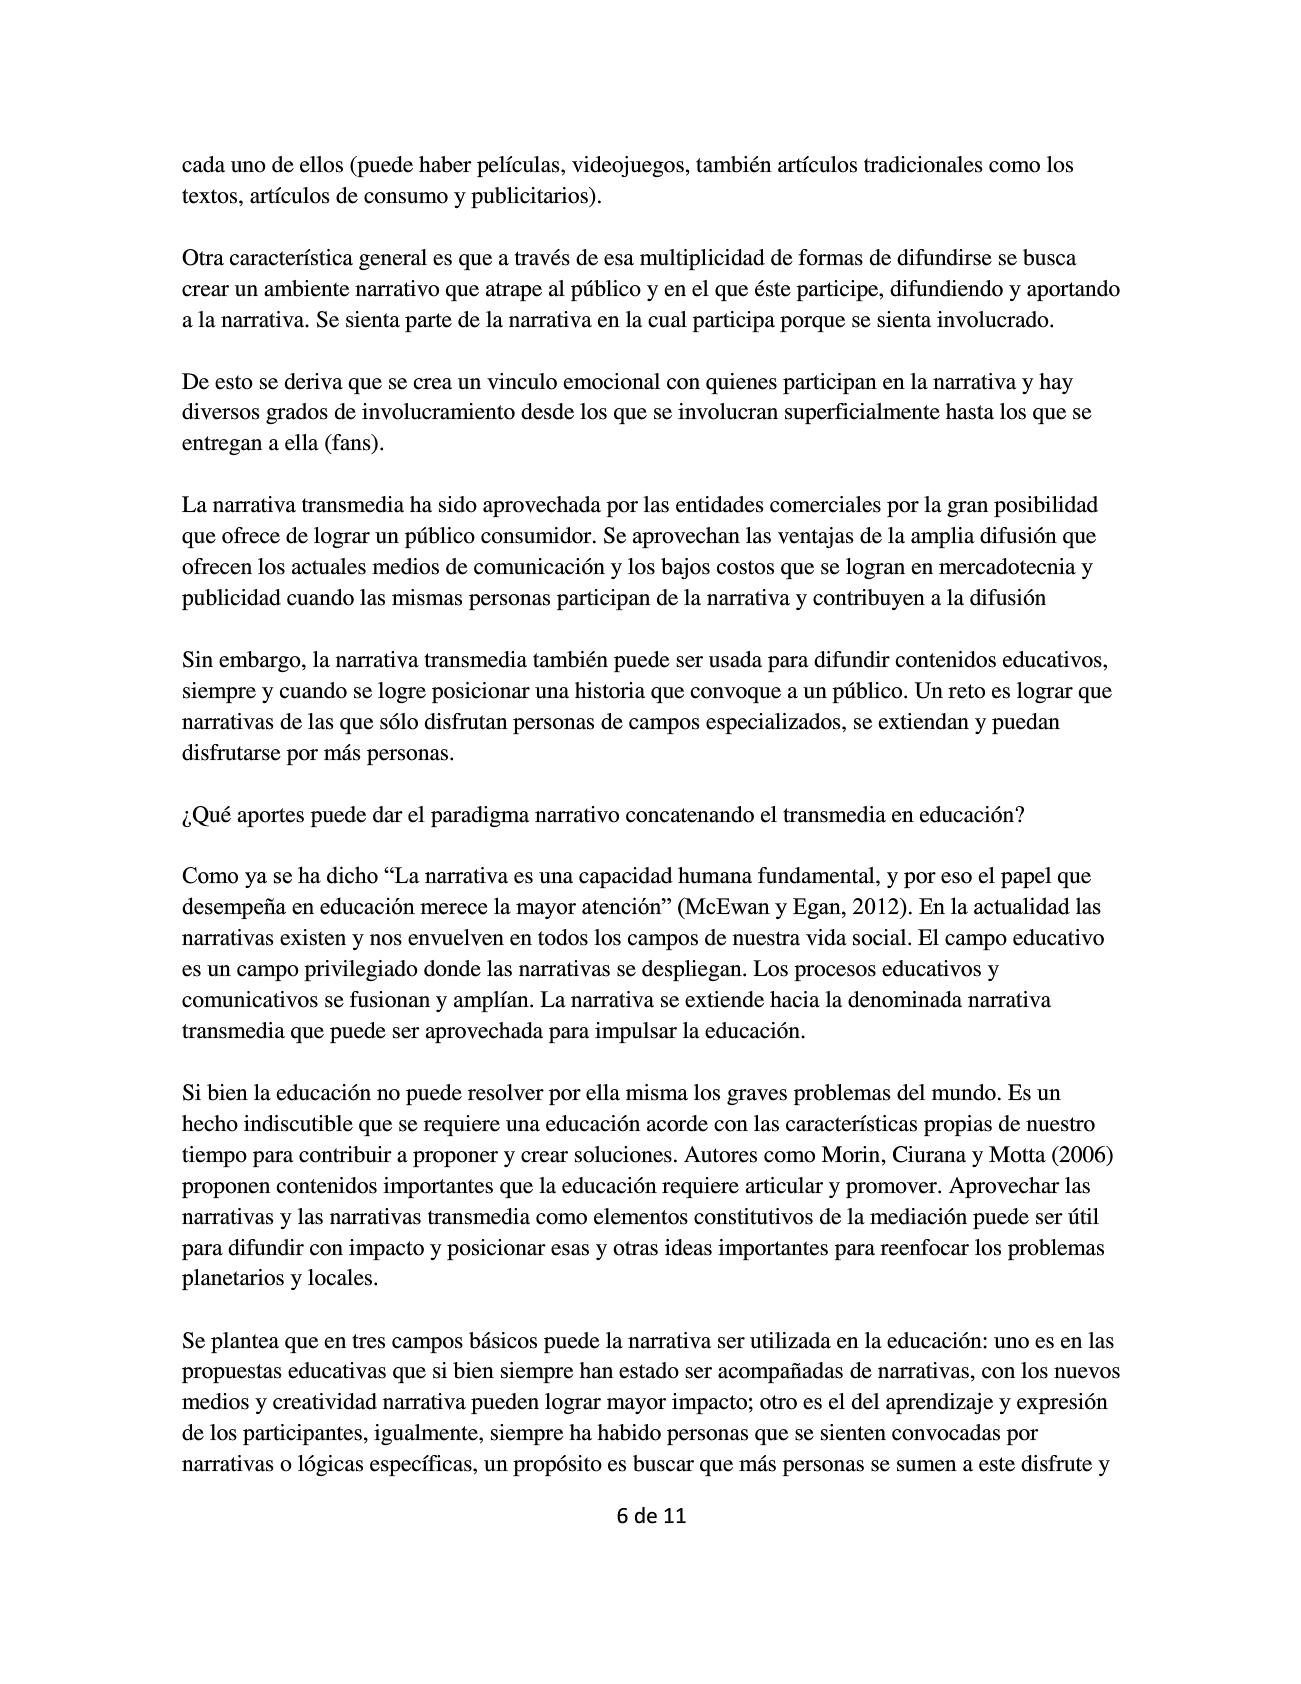 cada uno de ellos (puede haber películas, videojuegos, también artículos tradicionales como los
textos, artículos de consumo y publicitarios).
Otra característica general es que a través de esa multiplicidad de formas de difundirse se busca
crear un ambiente narrativo que atrape al público y en el que éste participe, difundiendo y aportando
a la narrativa. Se sienta parte de la narrativa en la cual participa porque se sienta involucrado.
De esto se deriva que se crea un vinculo emocional con quienes participan en la narrativa y hay
diversos grados de involucramiento desde los que se involucran superficialmente hasta los que se
entregan a ella (fans).
La narrativa transmedia ha sido aprovechada por las entidades comerciales por la gran posibilidad
que ofrece de lograr un público consumidor. Se aprovechan las ventajas de la amplia difusión que
ofrecen los actuales medios de comunicación y los bajos costos que se logran en mercadotecnia y
publicidad cuando las mismas personas participan de la narrativa y contribuyen a la difusión
Sin embargo, la narrativa transmedia también puede ser usada para difundir contenidos educativos,
siempre y cuando se logre posicionar una historia que convoque a un público. Un reto es lograr que
narrativas de las que sólo disfrutan personas de campos especializados, se extiendan y puedan
disfrutarse por más personas.
¿Qué aportes puede dar el paradigma narrativo concatenando el transmedia en educación?
Como ya se ha dicho “La narrativa es una capacidad humana fundamental, y por eso el papel que
desempeña en educación merece la mayor atención” (McEwan y Egan, 2012). En la actualidad las
narrativas existen y nos envuelven en todos los campos de nuestra vida social. El campo educativo
es un campo privilegiado donde las narrativas se despliegan. Los procesos educativos y
comunicativos se fusionan y amplían. La narrativa se extiende hacia la denominada narrativa
transmedia que puede ser aprovechada para impulsar la educación.
Si bien la educación no puede resolver por ella misma los graves problemas del mundo. Es un
hecho indiscutible que se requiere una educación acorde con las características propias de nuestro
tiempo para contribuir a proponer y crear soluciones. Autores como Morin, Ciurana y Motta (2006)
proponen contenidos importantes que la educación requiere articular y promover. Aprovechar las
narrativas y las narrativas transmedia como elementos constitutivos de la mediación puede ser útil
para difundir con impacto y posicionar esas y otras ideas importantes para reenfocar los problemas
planetarios y locales.
Se plantea que en tres campos básicos puede la narrativa ser utilizada en la educación: uno es en las
propuestas educativas que si bien siempre han estado ser acompañadas de narrativas, con los nuevos
medios y creatividad narrativa pueden lograr mayor impacto; otro es el del aprendizaje y expresión
de los participantes, igualmente, siempre ha habido personas que se sienten convocadas por
narrativas o lógicas específicas, un propósito es buscar que más personas se sumen a este disfrute y
6 de 11